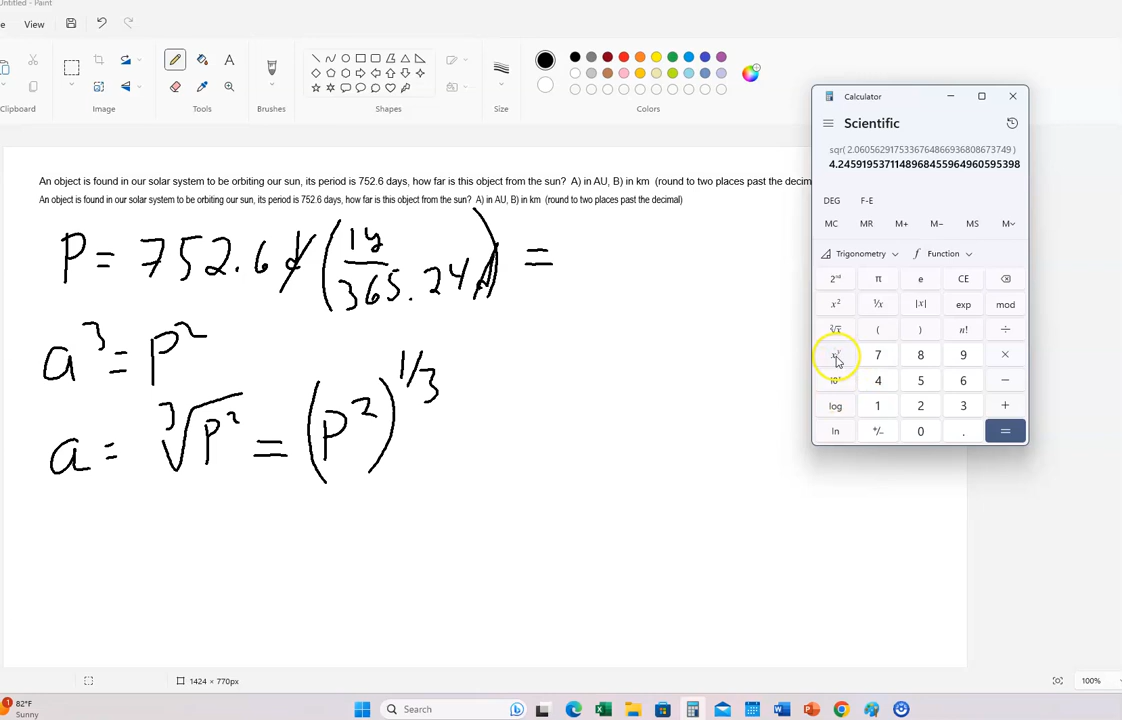 Untitled - Paint
View
Clipboard
Image
Tools
Brushes
Shapes
Size
Colors
An object is found in our solar system to be orbiting our sun, its period is 752.6 days, how far is this object from the sun? A) in AU, B) in km (round to two places past the decim
An object is found in our solar system to be orbiting our sun, its period is 752.6 days, how far is this object from the sun? A) in AU, B) in km (round to two places past the decimal)
P = 752.6 d (1y / 365.24 d) =
a³ = P²
a = ∛P² = (P²)^1/3
Calculator
Scientific
sqr( 2.0605629175336764866936808673749 )
4.2459195371148968455964960595398
DEG F-E
MC MR M+ M− MS M˅
Trigonometry f Function
2ⁿᵈ π e CE
x² ¹/x |x| exp mod
( ) n! ÷
7 8 9 ×
4 5 6 −
log 1 2 3 +
ln +/− 0 . =
1424 × 770px
100%
1
82°F
Sunny
Search